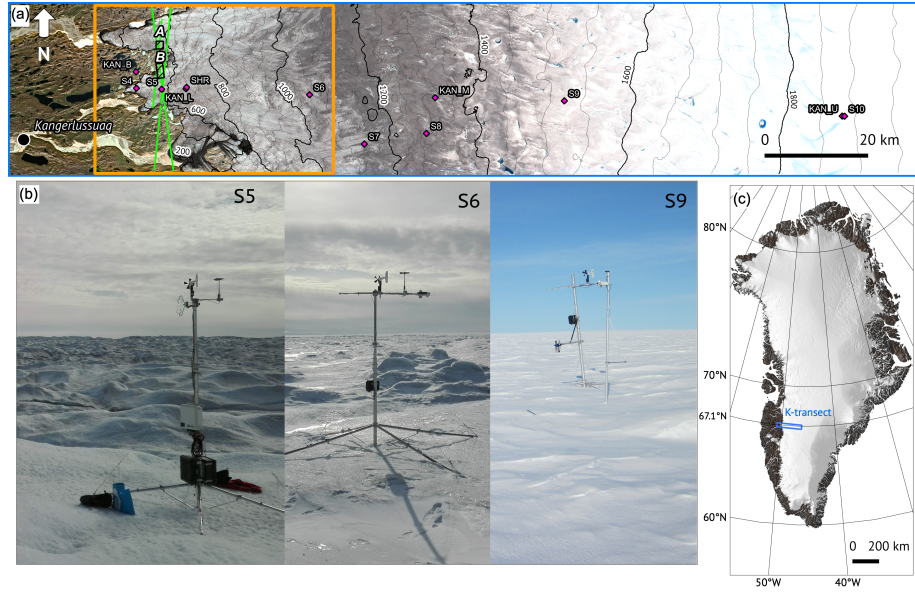 (a)
N
A
B
KAN_B
S4
S5
SHR
KAN_L
600
800
1000
S6
1200
S7
KAN_M
S8
1400
S9
1600
1800
KAN_U
S10
Kangerlussuaq
200
0 20 km
(b)
S5
S6
S9
(c)
80°N
70°N
67.1°N
K-transect
60°N
0 200 km
50°W
40°W